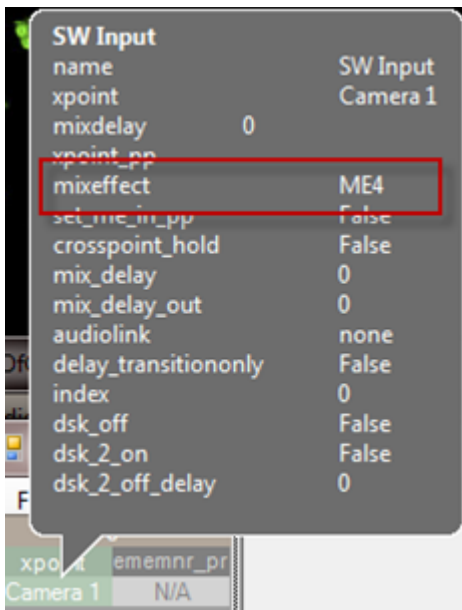 SW Input
name SW Input
xpoint Camera 1
mixdelay 0
xpoint_pp
mixeffect ME4
set_me_in_pp False
crosspoint_hold False
mix_delay 0
mix_delay_out 0
audiolink none
delay_transitiononly False
index 0
dsk_off False
dsk_2_on False
dsk_2_off_delay 0
F
ememnr_pr
Camera 1 N/A